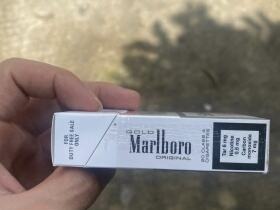 FOR
DUTY FREE SALE
ONLY
GOLD
Marlboro
ORIGINAL
20 CLASS A
CIGARETTES
Tar 6 mg
Nicotine
0.5 mg
Carbon
monoxide
7 mg